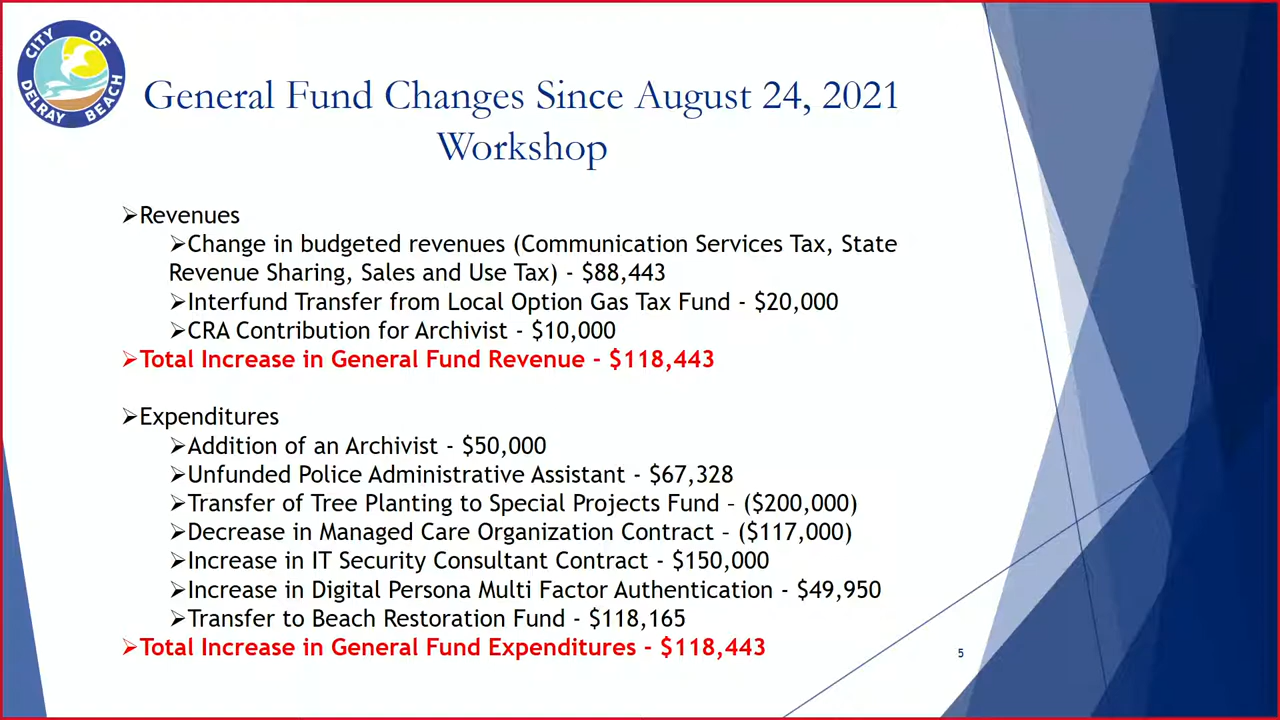 CITY OF
DELRAY BEACH
General Fund Changes Since August 24, 2021
Workshop
➢Revenues
➢Change in budgeted revenues (Communication Services Tax, State
Revenue Sharing, Sales and Use Tax) - $88,443
➢Interfund Transfer from Local Option Gas Tax Fund - $20,000
➢CRA Contribution for Archivist - $10,000
➢Total Increase in General Fund Revenue - $118,443
➢Expenditures
➢Addition of an Archivist - $50,000
➢Unfunded Police Administrative Assistant - $67,328
➢Transfer of Tree Planting to Special Projects Fund – ($200,000)
➢Decrease in Managed Care Organization Contract – ($117,000)
➢Increase in IT Security Consultant Contract - $150,000
➢Increase in Digital Persona Multi Factor Authentication - $49,950
➢Transfer to Beach Restoration Fund - $118,165
➢Total Increase in General Fund Expenditures - $118,443
5